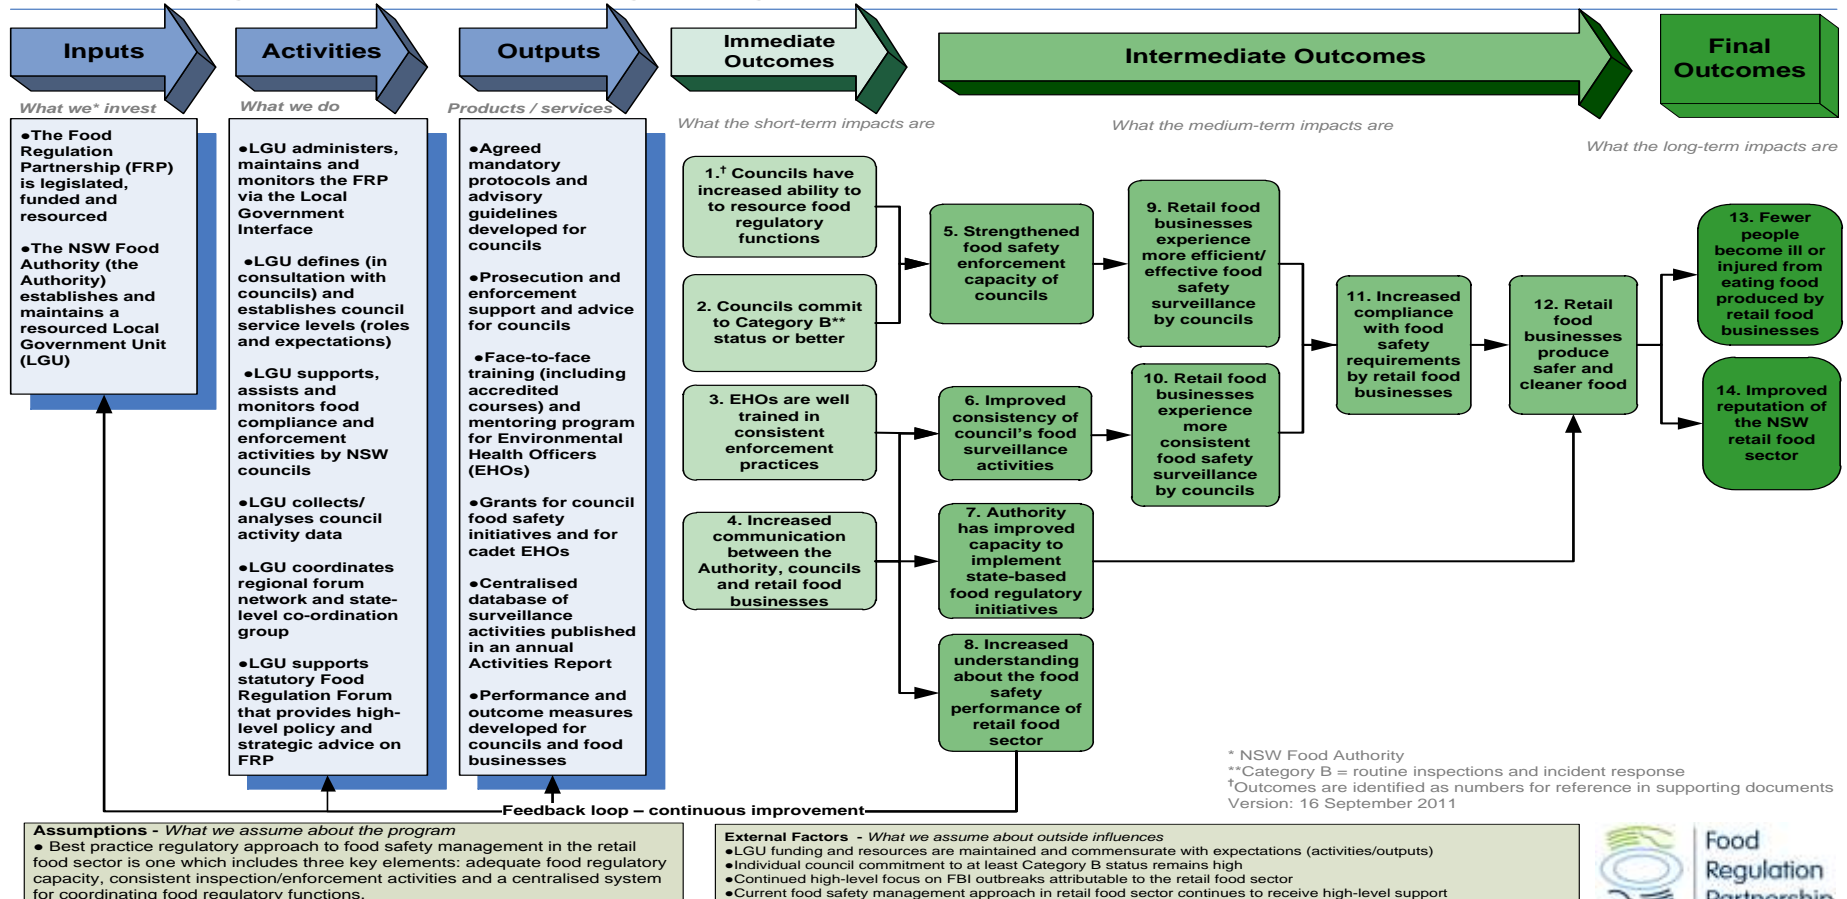 Inputs
Activities
Outputs
Immediate
Outcomes
Intermediate Outcomes
Final
Outcomes
What we* invest
What we do
Products / services
What the short-term impacts are
What the medium-term impacts are
What the long-term impacts are
●The Food
Regulation
Partnership (FRP)
is legislated,
funded and
resourced
●The NSW Food
Authority (the
Authority)
establishes and
maintains a
resourced Local
Government Unit
(LGU)
●LGU administers,
maintains and
monitors the FRP
via the Local
Government
Interface
●LGU defines (in
consultation with
councils) and
establishes council
service levels (roles
and expectations)
●LGU supports,
assists and
monitors food
compliance and
enforcement
activities by NSW
councils
●LGU collects/
analyses council
activity data
●LGU coordinates
regional forum
network and state-
level co-ordination
group
●LGU supports
statutory Food
Regulation Forum
that provides high-
level policy and
strategic advice on
FRP
●Agreed
mandatory
protocols and
advisory
guidelines
developed for
councils
●Prosecution and
enforcement
support and advice
for councils
●Face-to-face
training (including
accredited
courses) and
mentoring program
for Environmental
Health Officers
(EHOs)
●Grants for council
food safety
initiatives and for
cadet EHOs
●Centralised
database of
surveillance
activities published
in an annual
Activities Report
●Performance and
outcome measures
developed for
councils and food
businesses
1.† Councils have
increased ability to
to resource food
regulatory
functions
2. Councils commit
to Category B**
status or better
3. EHOs are well
trained in
consistent
enforcement
practices
4. Increased
communication
between the
Authority, councils
and retail food
businesses
5. Strengthened
food safety
enforcement
capacity of
councils
6. Improved
consistency of
council's food
surveillance
activities
7. Authority
has improved
capacity to
implement
state-based
food regulatory
initiatives
8. Increased
understanding
about the food
safety
performance of
retail food
sector
9. Retail food
businesses
experience
more efficient/
effective food
safety
surveillance
by councils
10. Retail food
businesses
experience
more
consistent
food safety
surveillance
by councils
11. Increased
compliance
with food
safety
requirements
by retail food
businesses
12. Retail
food
businesses
produce
safer and
cleaner food
13. Fewer
people
become ill or
injured from
eating food
produced by
retail food
businesses
14. Improved
reputation of
the NSW
retail food
sector
Feedback loop – continuous improvement
* NSW Food Authority
**Category B = routine inspections and incident response
†Outcomes are identified as numbers for reference in supporting documents
Version: 16 September 2011
Assumptions - What we assume about the program
● Best practice regulatory approach to food safety management in the retail
food sector is one which includes three key elements: adequate food regulatory
capacity, consistent inspection/enforcement activities and a centralised system
for coordinating food regulatory functions.
External Factors - What we assume about outside influences
●LGU funding and resources are maintained and commensurate with expectations (activities/outputs)
●Individual council commitment to at least Category B status remains high
●Continued high-level focus on FBI outbreaks attributable to the retail food sector
●Current food safety management approach in retail food sector continues to receive high-level support
Food
Regulation
Partnership